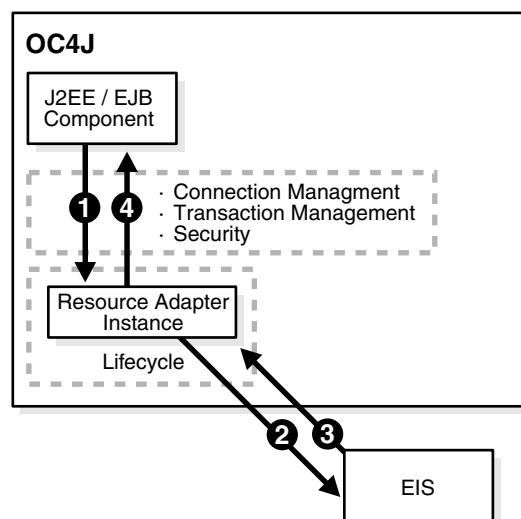 OC4J
J2EE / EJB
Component
· Connection Managment
· Transaction Management
· Security
1
4
Resource Adapter
Instance
Lifecycle
2
3
EIS